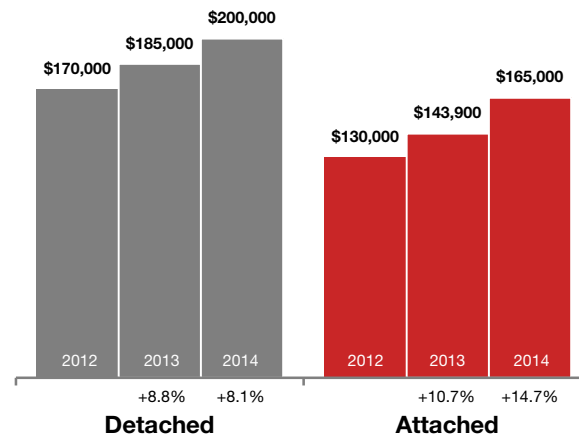 $170,000
$185,000
$200,000
$130,000
$143,900
$165,000
2012 2013 2014 2012 2013 2014
+8.8% +8.1% +10.7% +14.7%
Detached Attached